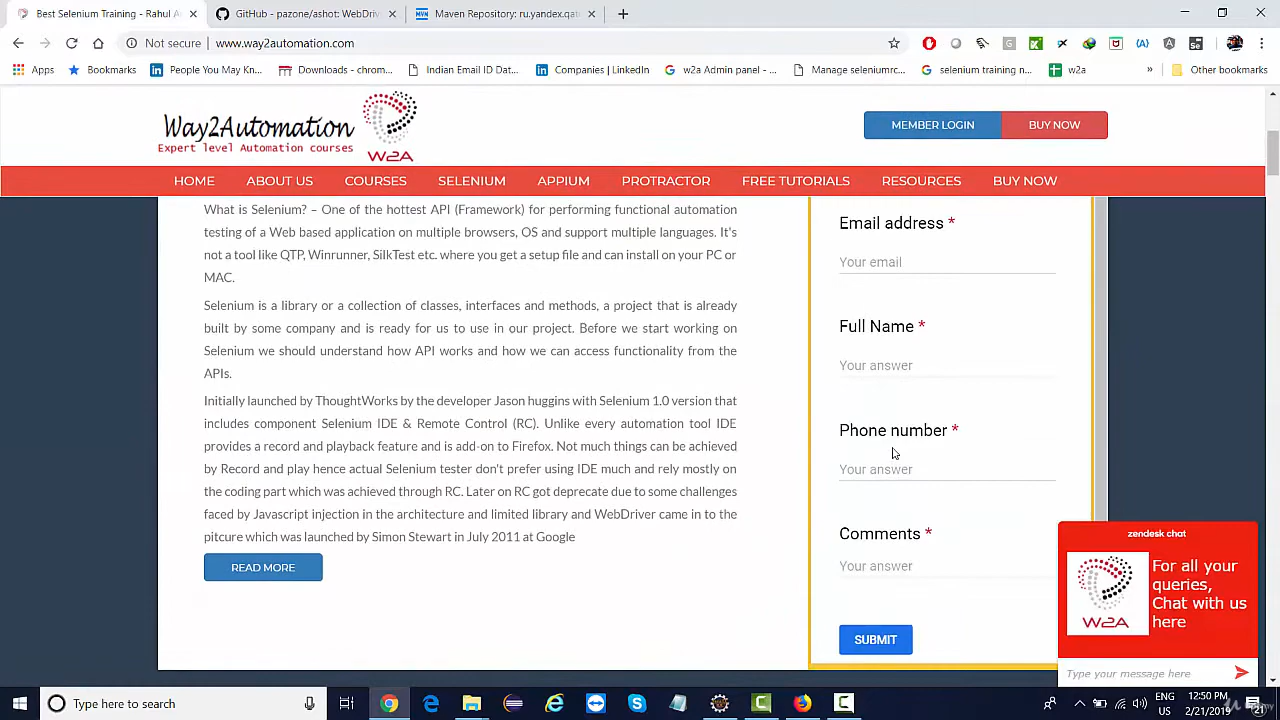 Best Selenium Training - Rahul A
GitHub - WebDriverManager
Maven Repository: ru.yandex.qat
Not secure | www.way2selenium.com
Apps
Bookmarks
People You May Kn...
Downloads - chrom...
Indian Email ID Dat...
Companies | LinkedIn
w2a Admin panel - ...
Manage seleniumc...
selenium training n...
w2a
»
Other bookmarks
Way2Automation
Expert level Automation courses
W2A
MEMBER LOGIN
BUY NOW
HOME
ABOUT US
COURSES
SELENIUM
APPIUM
PROTRACTOR
FREE TUTORIALS
RESOURCES
BUY NOW
What is Selenium? – One of the hottest API (Framework) for performing functional automation
testing of a Web based application on multiple browsers, OS and support multiple languages. It's
not a tool like QTP, Winrunner, SilkTest etc. where you get a setup file and can install on your PC or
MAC.
Selenium is a library or a collection of classes, interfaces and methods, a project that is already
built by some company and is ready for us to use in our project. Before we start working on
Selenium we should understand how API works and how we can access functionality from the
APIs.
Initially launched by ThoughtWorks by the developer Jason huggins with Selenium 1.0 version that
includes component Selenium IDE & Remote Control (RC). Unlike every automation tool IDE
provides a record and playback feature and is add-on to Firefox. Not much things can be achieved
by Record and play hence actual Selenium tester don't prefer using IDE much and rely mostly on
the coding part which was achieved through RC. Later on RC got deprecate due to some challenges
faced by Javascript injection in the architecture and limited library and WebDriver came in to the
pitcure which was launched by Simon Stewart in July 2011 at Google
READ MORE
Email address *
Your email
Full Name *
Your answer
Phone number *
Your answer
Comments *
Your answer
SUBMIT
zendesk chat
W2A
For all your
queries,
Chat with us
here
Type your message here
Type here to search
ENG
US
12:50 PM
2/21/2019
21